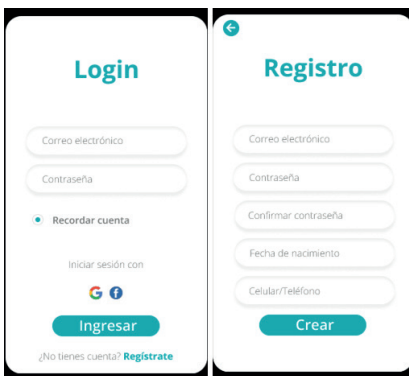 Login
Correo electrónico
Contraseña
Recordar cuenta
Iniciar sesión con
Ingresar
¿No tienes cuenta? Regístrate
Registro
Correo electrónico
Contraseña
Confirmar contraseña
Fecha de nacimiento
Celular/Teléfono
Crear